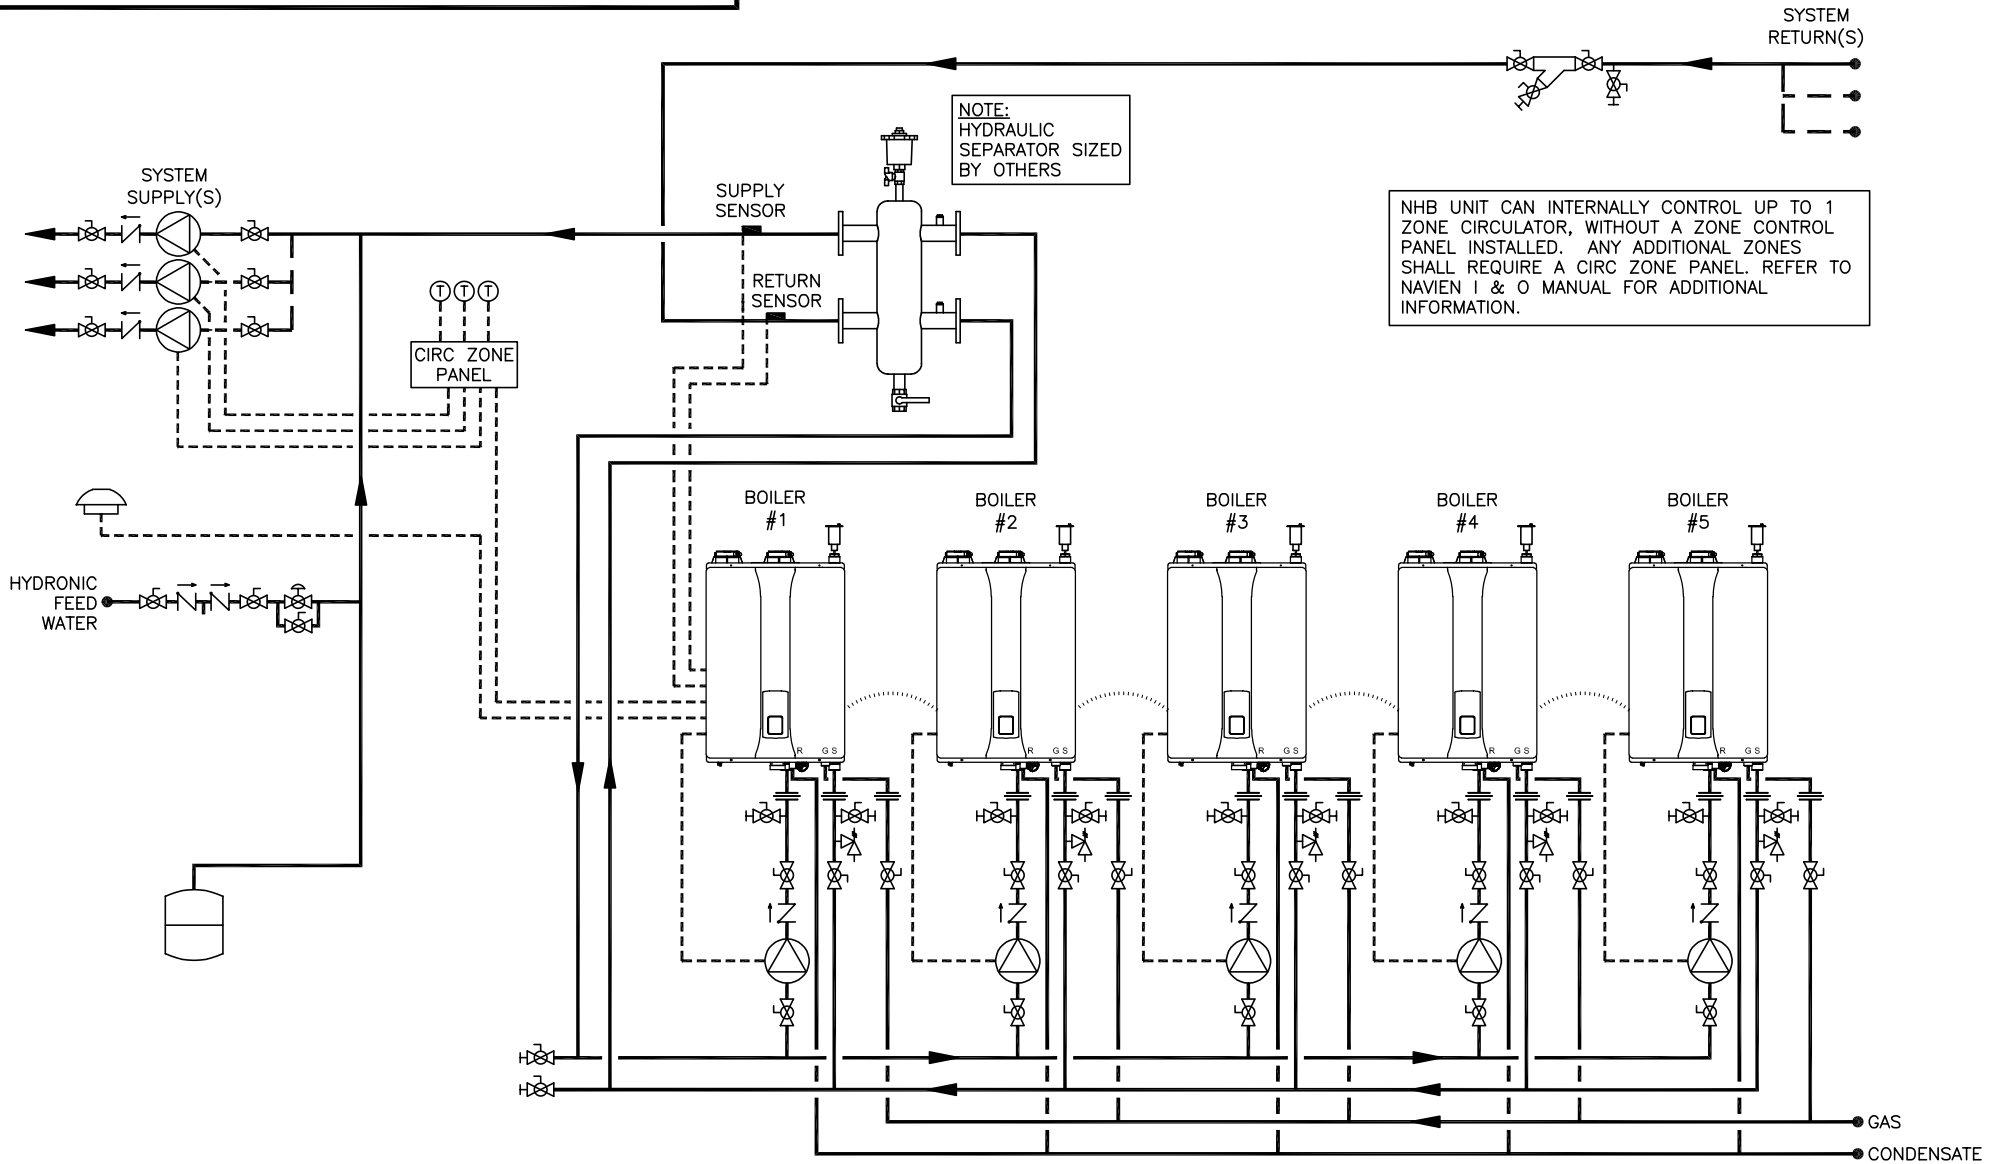 SYSTEM
RETURN(S)
NOTE:
HYDRAULIC
SEPARATOR SIZED
BY OTHERS
SYSTEM
SUPPLY(S)
SUPPLY
SENSOR
NHB UNIT CAN INTERNALLY CONTROL UP TO 1
ZONE CIRCULATOR, WITHOUT A ZONE CONTROL
PANEL INSTALLED. ANY ADDITIONAL ZONES
SHALL REQUIRE A CIRC ZONE PANEL. REFER TO
NAVIEN I & O MANUAL FOR ADDITIONAL
INFORMATION.
RETURN
SENSOR
T T T
CIRC ZONE
PANEL
BOILER
#1
BOILER
#2
BOILER
#3
BOILER
#4
BOILER
#5
HYDRONIC
FEED
WATER
R G S
R G S
R G S
R G S
R G S
GAS
CONDENSATE